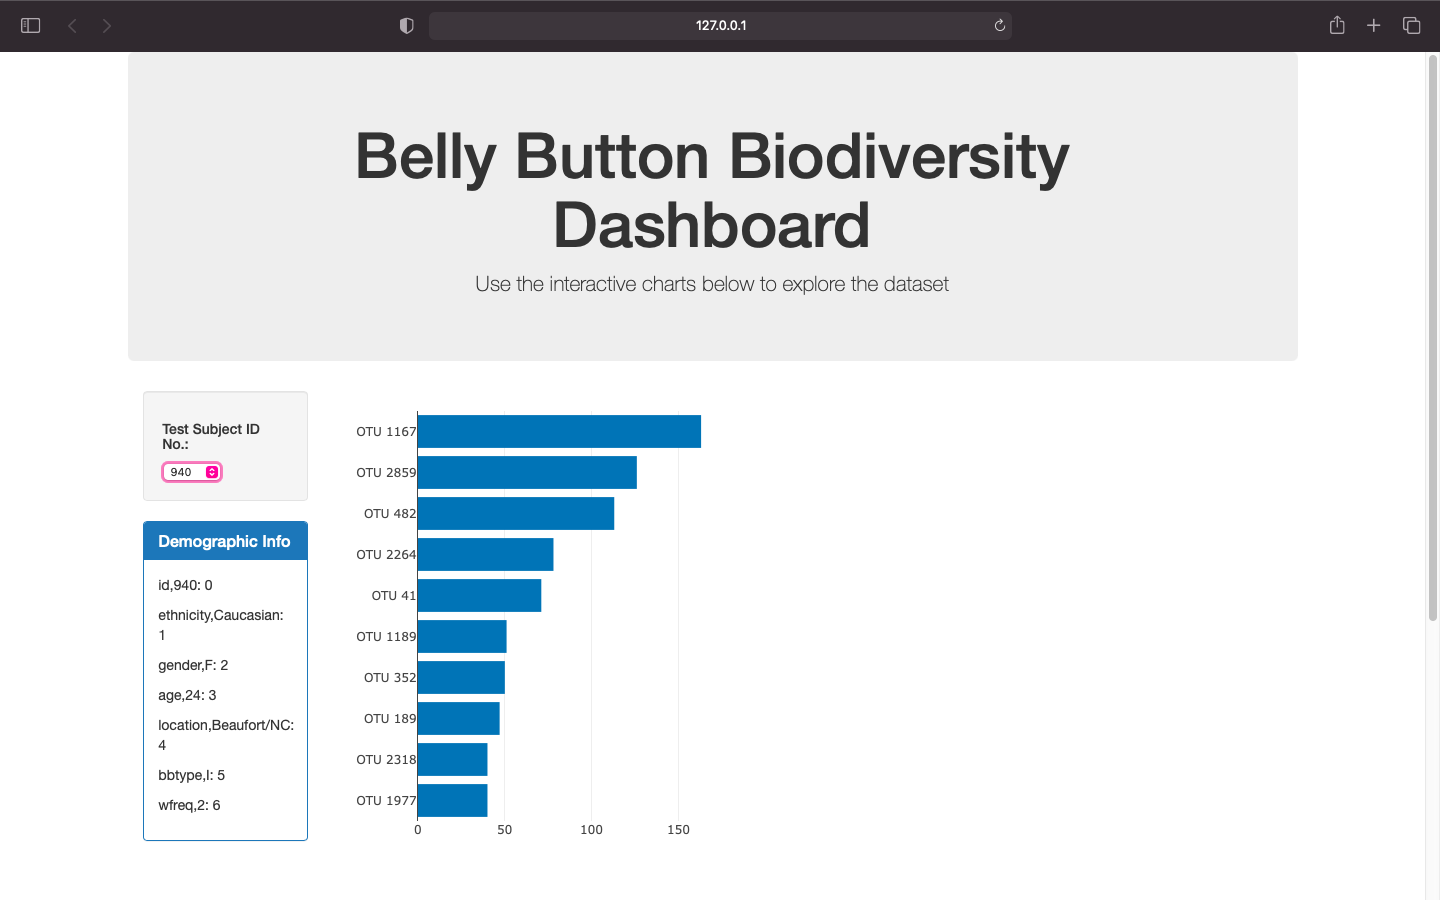 127.0.0.1
Belly Button Biodiversity
Dashboard
Use the interactive charts below to explore the dataset
Test Subject ID
No.:
940
Demographic Info
id,940: 0
ethnicity,Caucasian:
1
gender,F: 2
age,24: 3
location,Beaufort/NC:
4
bbtype,I: 5
wfreq,2: 6
OTU 1167
OTU 2859
OTU 482
OTU 2264
OTU 41
OTU 1189
OTU 352
OTU 189
OTU 2318
OTU 1977
0 50 100 150